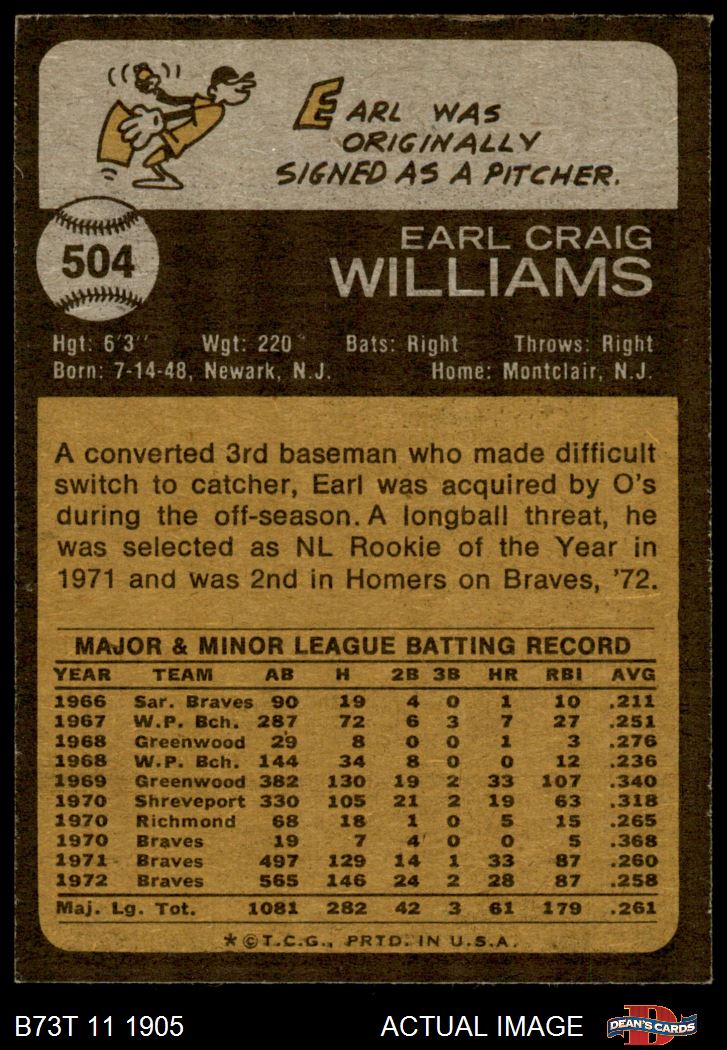 EARL WAS
ORIGINALLY
SIGNED AS A PITCHER.
504
EARL CRAIG
WILLIAMS
Hgt: 6'3" Wgt: 220 Bats: Right Throws: Right
Born: 7-14-48, Newark, N.J. Home: Montclair, N.J.
A converted 3rd baseman who made difficult
switch to catcher, Earl was acquired by O's
during the off-season. A longball threat, he
was selected as NL Rookie of the Year in
1971 and was 2nd in Homers on Braves, '72.
MAJOR & MINOR LEAGUE BATTING RECORD
YEAR TEAM AB H 2B 3B HR RBI AVG
1966 Sar. Braves 90 19 4 0 1 10 .211
1967 W.P. Bch. 287 72 6 3 7 27 .251
1968 Greenwood 29 8 0 0 1 3 .276
1968 W.P. Bch. 144 34 8 0 0 12 .236
1969 Greenwood 382 130 19 2 33 107 .340
1970 Shreveport 330 105 21 2 19 63 .318
1970 Richmond 68 18 1 0 5 15 .265
1970 Braves 19 7 4 0 0 5 .368
1971 Braves 497 129 14 1 33 87 .260
1972 Braves 565 146 24 2 28 87 .258
Maj. Lg. Tot. 1081 282 42 3 61 179 .261
*©T.C.G., PRTD. IN U.S.A.
B73T 11 1905 ACTUAL IMAGE D DEAN'S CARDS